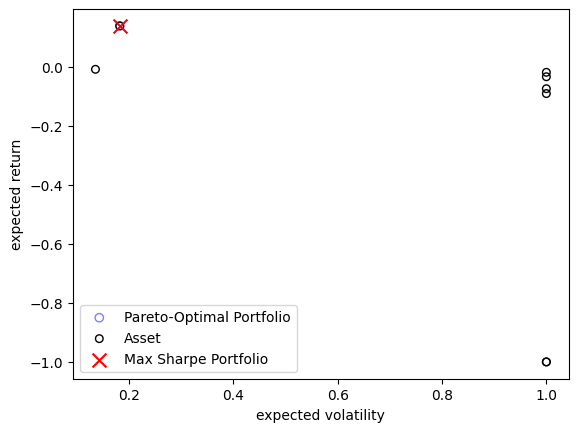 0.0
−0.2
−0.4
−0.6
−0.8
−1.0
expected return
Pareto-Optimal Portfolio
Asset
Max Sharpe Portfolio
0.2 0.4 0.6 0.8 1.0
expected volatility